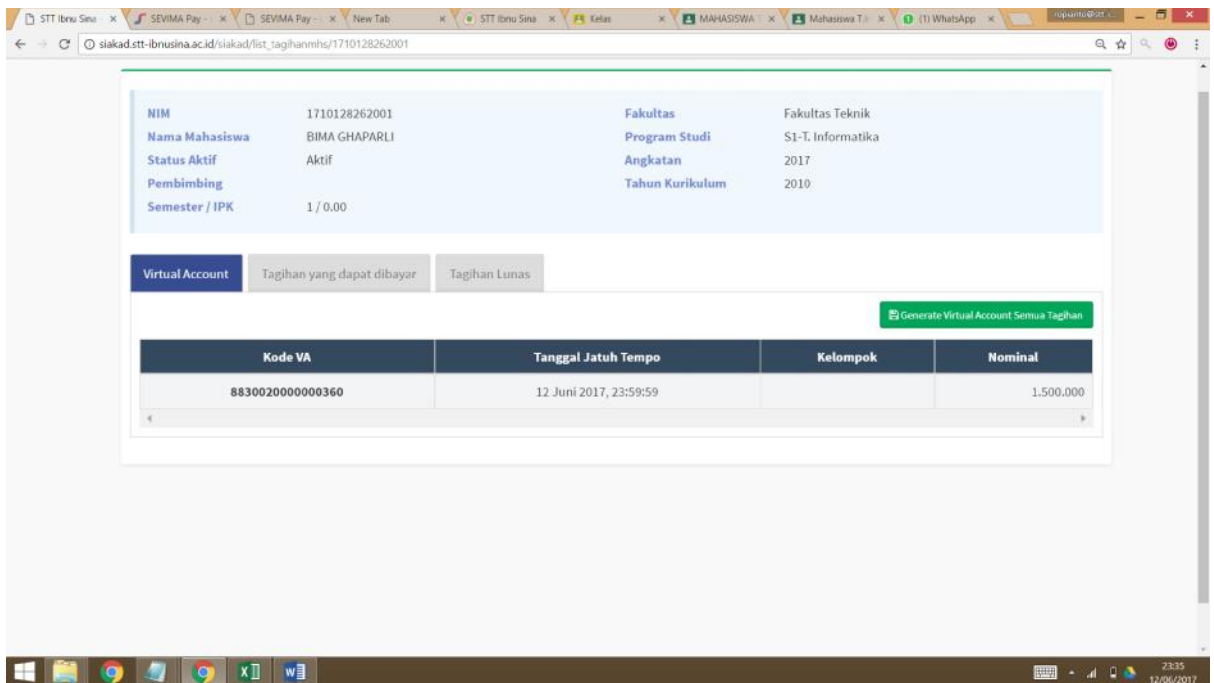 STT Ibnu Sina - SEVIMA Pay - SEVIMA Pay - New Tab STT Ibnu Sina Kelas MAHASISWA T Mahasiswa T.I (1) WhatsApp
siakad.stt-ibnusina.ac.id/siakad/list_tagihanmhs/1710128262001
NIM 1710128262001 Fakultas Fakultas Teknik
Nama Mahasiswa BIMA GHAPARLI Program Studi S1-T. Informatika
Status Aktif Aktif Angkatan 2017
Pembimbing Tahun Kurikulum 2010
Semester / IPK 1 / 0.00
Virtual Account Tagihan yang dapat dibayar Tagihan Lunas
Generate Virtual Account Semua Tagihan
Kode VA Tanggal Jatuh Tempo Kelompok Nominal
8830020000000360 12 Juni 2017, 23:59:59 1.500.000
23:35
12/06/2017